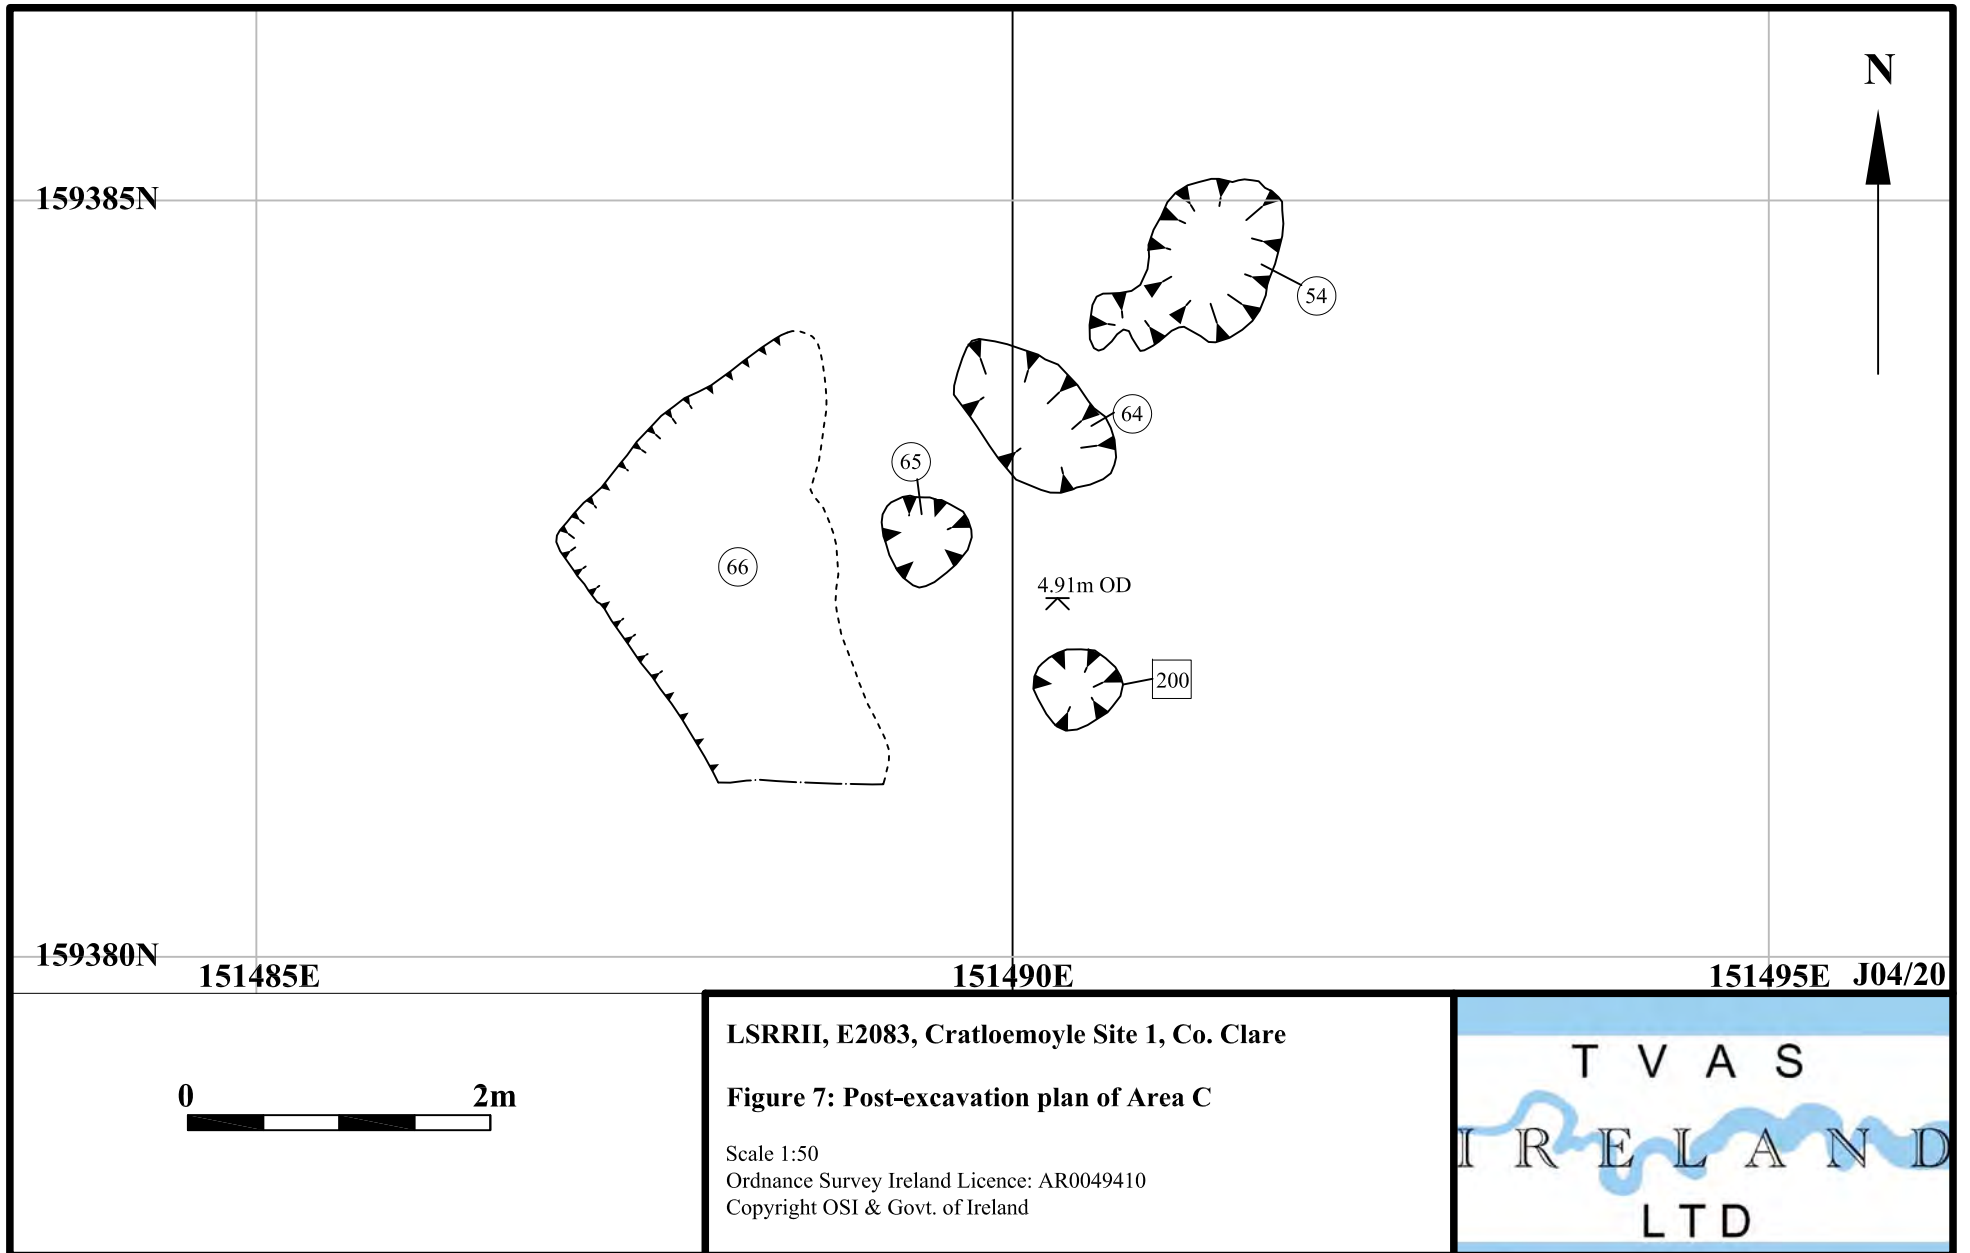 N
159385N
54
64
65
66
4.91m OD
200
159380N
151485E
151490E
151495E
J04/20
0
2m
LSRRII, E2083, Cratloemoyle Site 1, Co. Clare
Figure 7: Post-excavation plan of Area C
Scale 1:50
Ordnance Survey Ireland Licence: AR0049410
Copyright OSI & Govt. of Ireland
T V A S
I R E L A N D
L T D